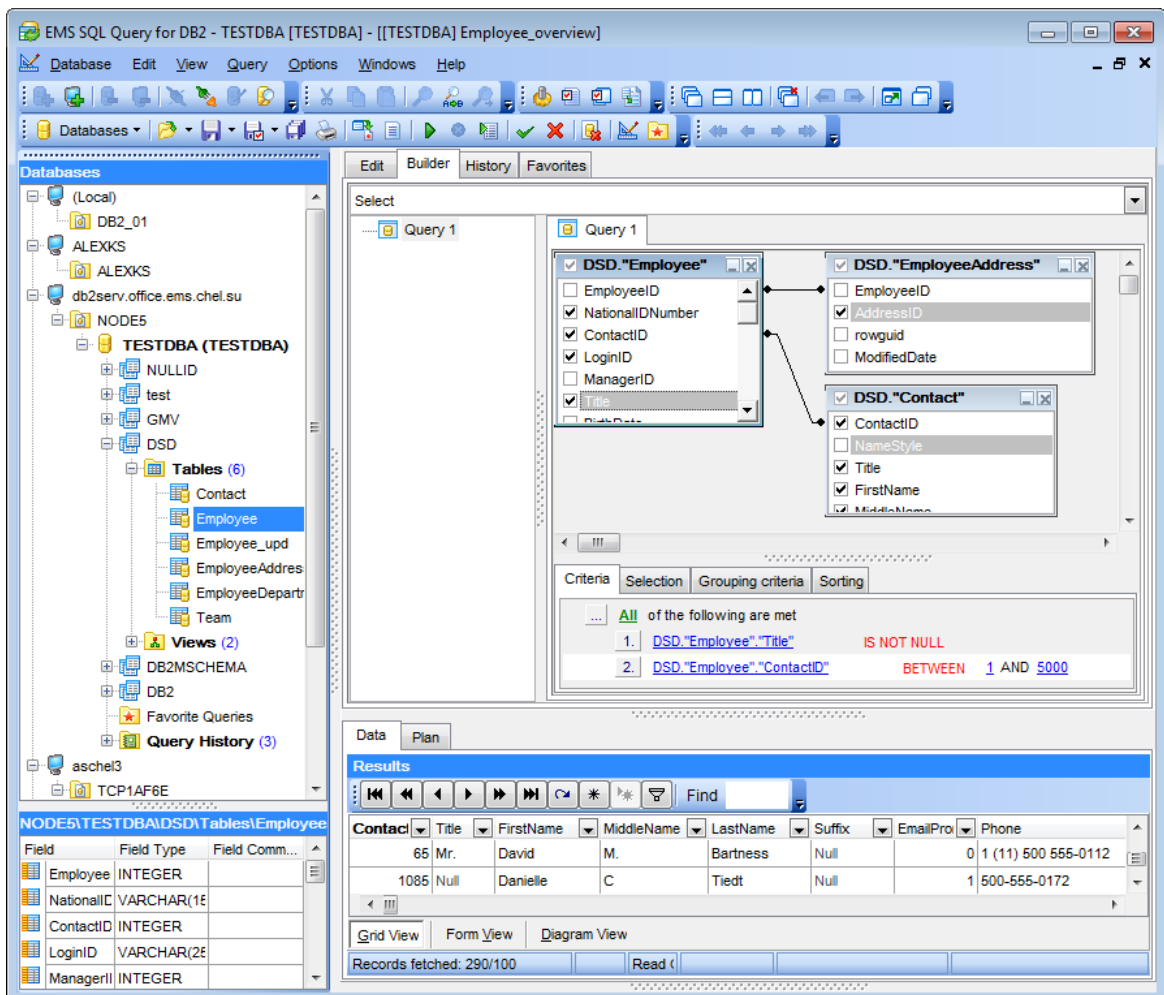 EMS SQL Query for DB2 - TESTDBA [TESTDBA] - [[TESTDBA] Employee_overview]
Database Edit View Query Options Windows Help
Databases
Databases
(Local)
DB2_01
ALEXKS
ALEXKS
db2serv.office.ems.chel.su
NODE5
TESTDBA (TESTDBA)
NULLID
test
GMV
DSD
Tables (6)
Contact
Employee
Employee_upd
EmployeeAddres
EmployeeDepartr
Team
Views (2)
DB2MSCHEMA
DB2
Favorite Queries
Query History (3)
aschel3
TCP1AF6E
NODE5\TESTDBA\DSD\Tables\Employee
Field Field Type Field Comm...
Employee INTEGER
NationalID VARCHAR(15
ContactID INTEGER
LoginID VARCHAR(25
ManagerII INTEGER
Edit Builder History Favorites
Select
Query 1
Query 1
DSD."Employee"
EmployeeID
NationalIDNumber
ContactID
LoginID
ManagerID
Title
BirthDate
DSD."EmployeeAddress"
EmployeeID
AddressID
rowguid
ModifiedDate
DSD."Contact"
ContactID
NameStyle
Title
FirstName
MiddleName
Criteria Selection Grouping criteria Sorting
... All of the following are met
1. DSD."Employee"."Title" IS NOT NULL
2. DSD."Employee"."ContactID" BETWEEN 1 AND 5000
Data Plan
Results
Find
Contact Title FirstName MiddleName LastName Suffix EmailPro Phone
65 Mr. David M. Bartness Null 0 1 (11) 500 555-0112
1085 Null Danielle C Tiedt Null 1 500-555-0172
Grid View Form View Diagram View
Records fetched: 290/100 Read (